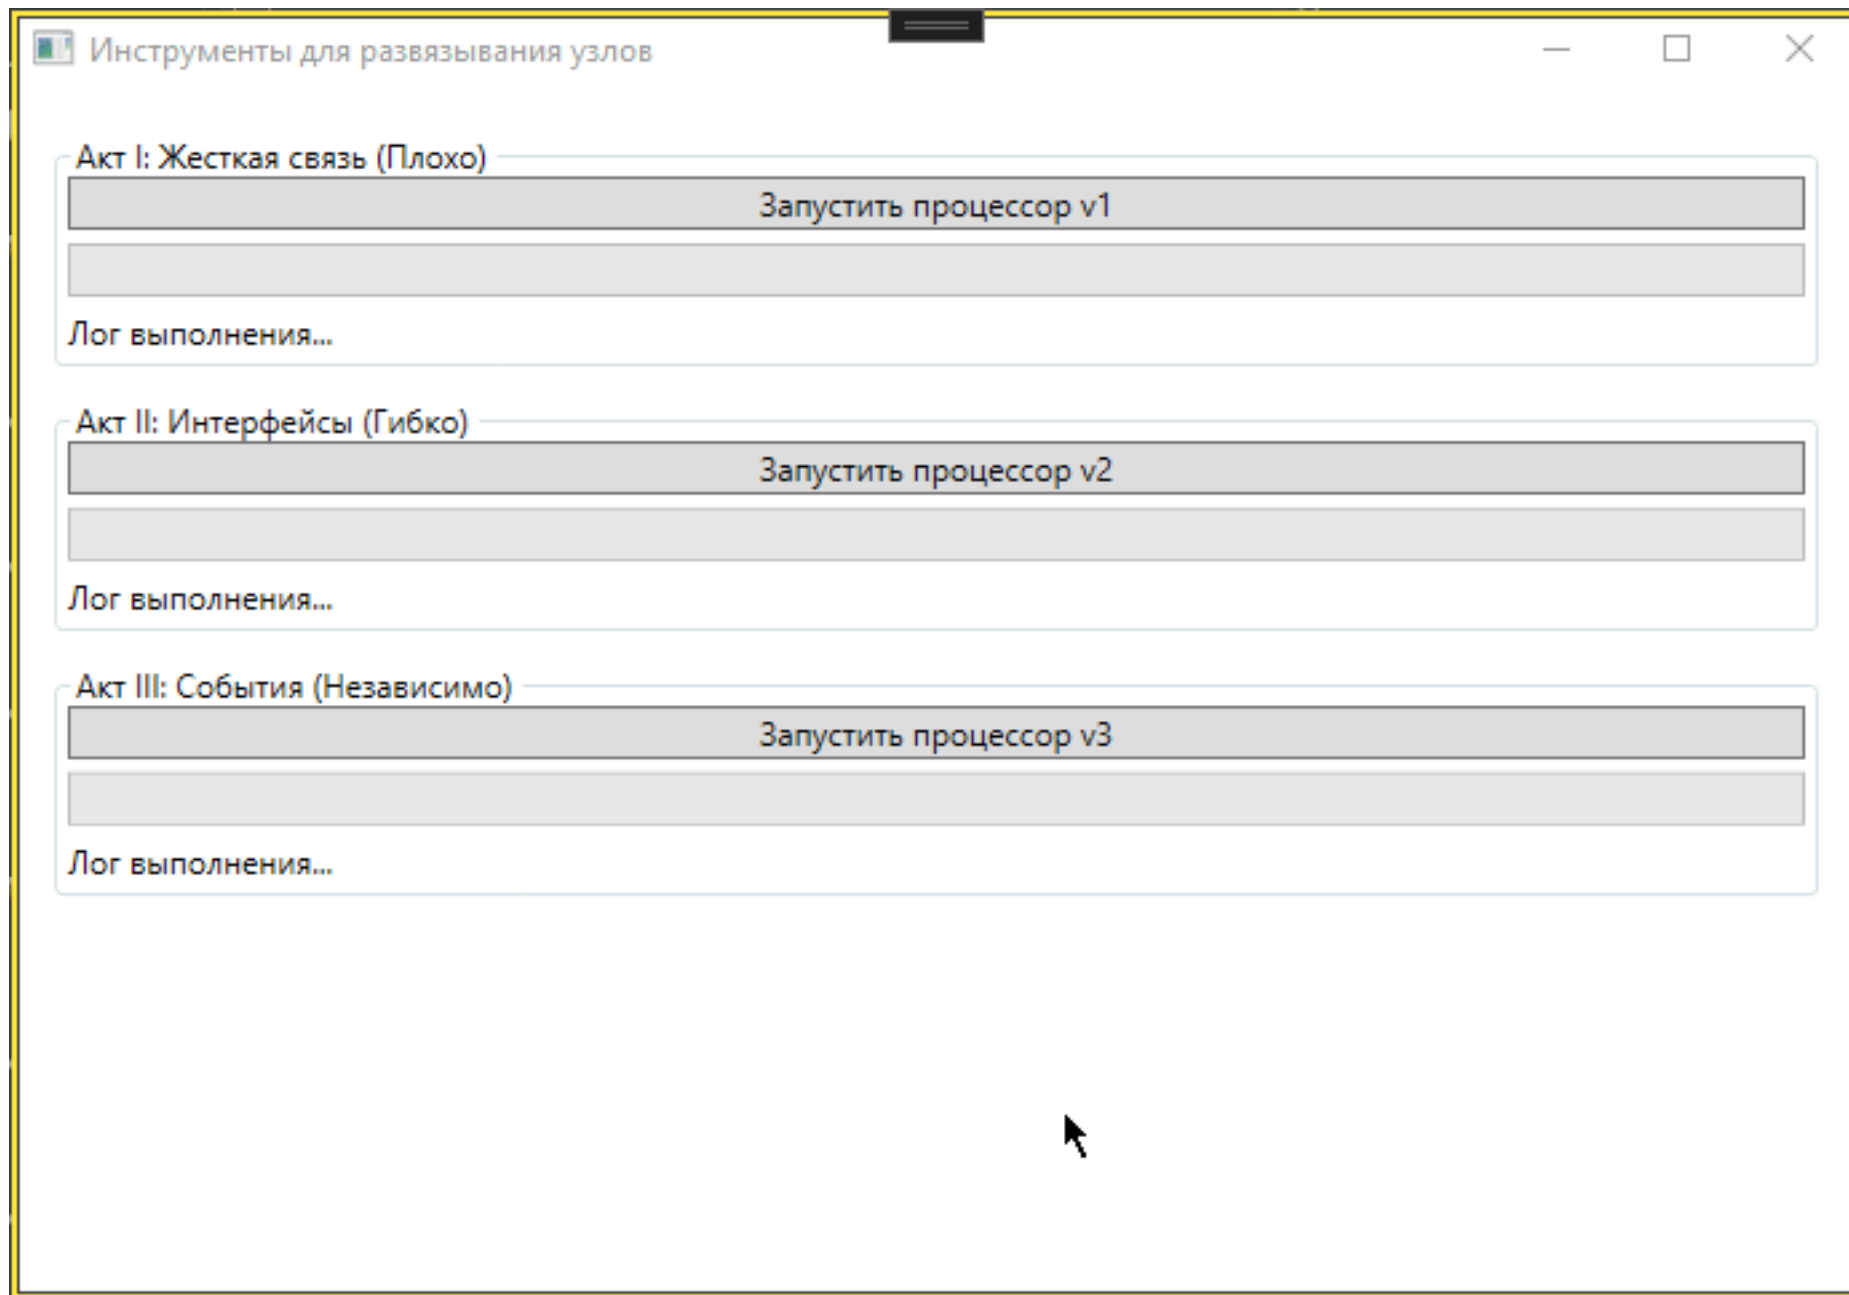 Инструменты для развязывания узлов
Акт I: Жесткая связь (Плохо)
Запустить процессор v1
Лог выполнения...
Акт II: Интерфейсы (Гибко)
Запустить процессор v2
Лог выполнения...
Акт III: События (Независимо)
Запустить процессор v3
Лог выполнения...